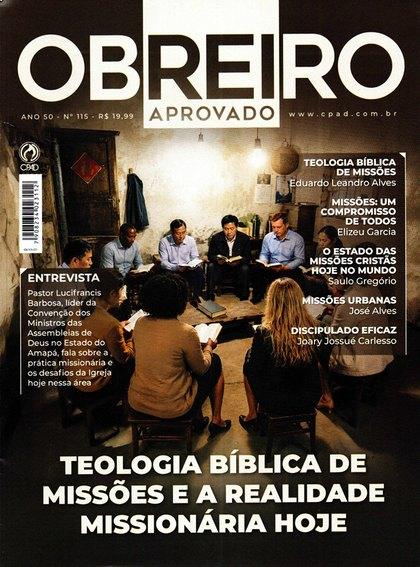 OBREIRO
APROVADO
ANO 50 - Nº 115 - R$ 19,99
www.cpad.com.br
CPAD
TEOLOGIA BÍBLICA
DE MISSÕES
Eduardo Leandro Alves
MISSÕES: UM
COMPROMISSO
DE TODOS
Elizeu Garcia
O ESTADO DAS
MISSÕES CRISTÃS
HOJE NO MUNDO
Saulo Gregório
MISSÕES URBANAS
José Alves
DISCIPULADO EFICAZ
Joary Jossué Carlesso
ENTREVISTA
Pastor Lucifrancis
Barbosa, líder da
Convenção dos
Ministros das
Assembleias de
Deus no Estado do
Amapá, fala sobre a
prática missionária e
os desafios da Igreja
hoje nessa área
TEOLOGIA BÍBLICA DE
MISSÕES E A REALIDADE
MISSIONÁRIA HOJE